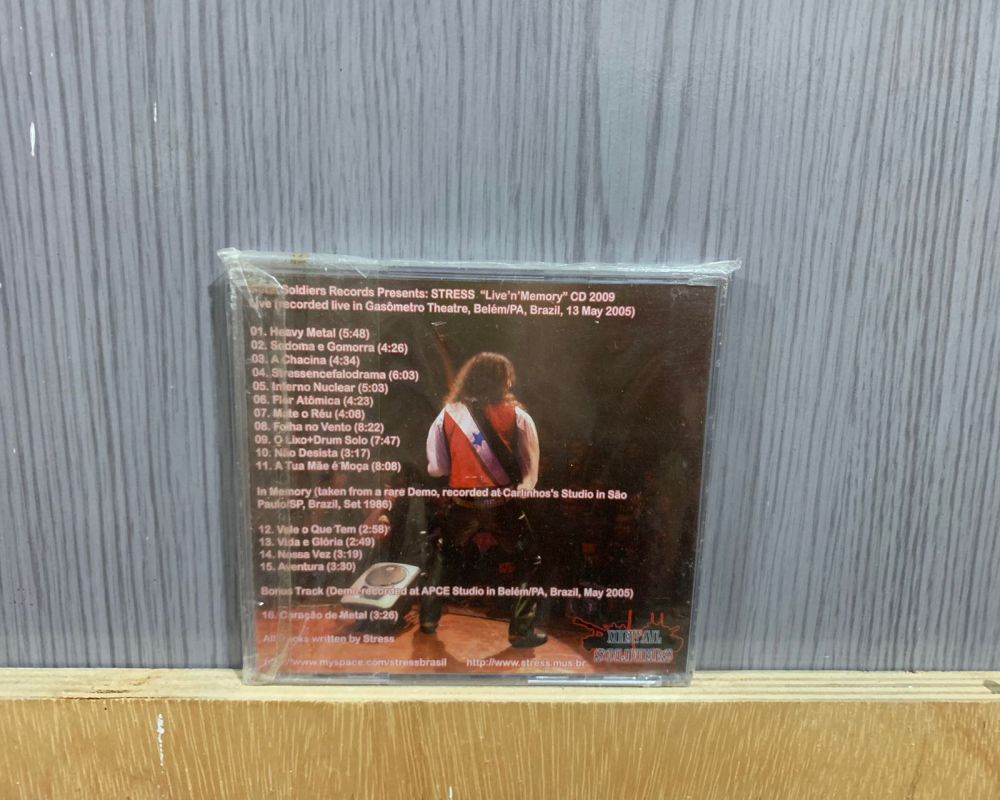 Soldiers Records Presents: STRESS "Live'n'Memory" CD 2009
Live (recorded live in Gasômetro Theatre, Belém/PA, Brazil, 13 May 2005)
01. Heavy Metal (5:48)
02. Sodoma e Gomorra (4:26)
03. A Chacina (4:34)
04. Stressencefalodrama (6:03)
05. Inferno Nuclear (5:03)
06. Flor Atômica (4:23)
07. Mate o Réu (4:08)
08. Folha no Vento (8:22)
09. O Lixo+Drum Solo (7:47)
10. Não Desista (3:17)
11. A Tua Mãe é Moça (8:08)
In Memory (taken from a rare Demo, recorded at Carlinhos's Studio in São
Paulo/SP, Brazil, Set 1986)
12. Vale o Que Tem (2:58)
13. Vida e Glória (2:49)
14. Nossa Vez (3:19)
15. Aventura (3:30)
Bonus Track (Demo recorded at APCE Studio in Belém/PA, Brazil, May 2005)
16. Coração de Metal (3:26)
All tracks written by Stress
http://www.myspace.com/stressbrasil http://www.stress.mus.br
METAL
SOLDIERS